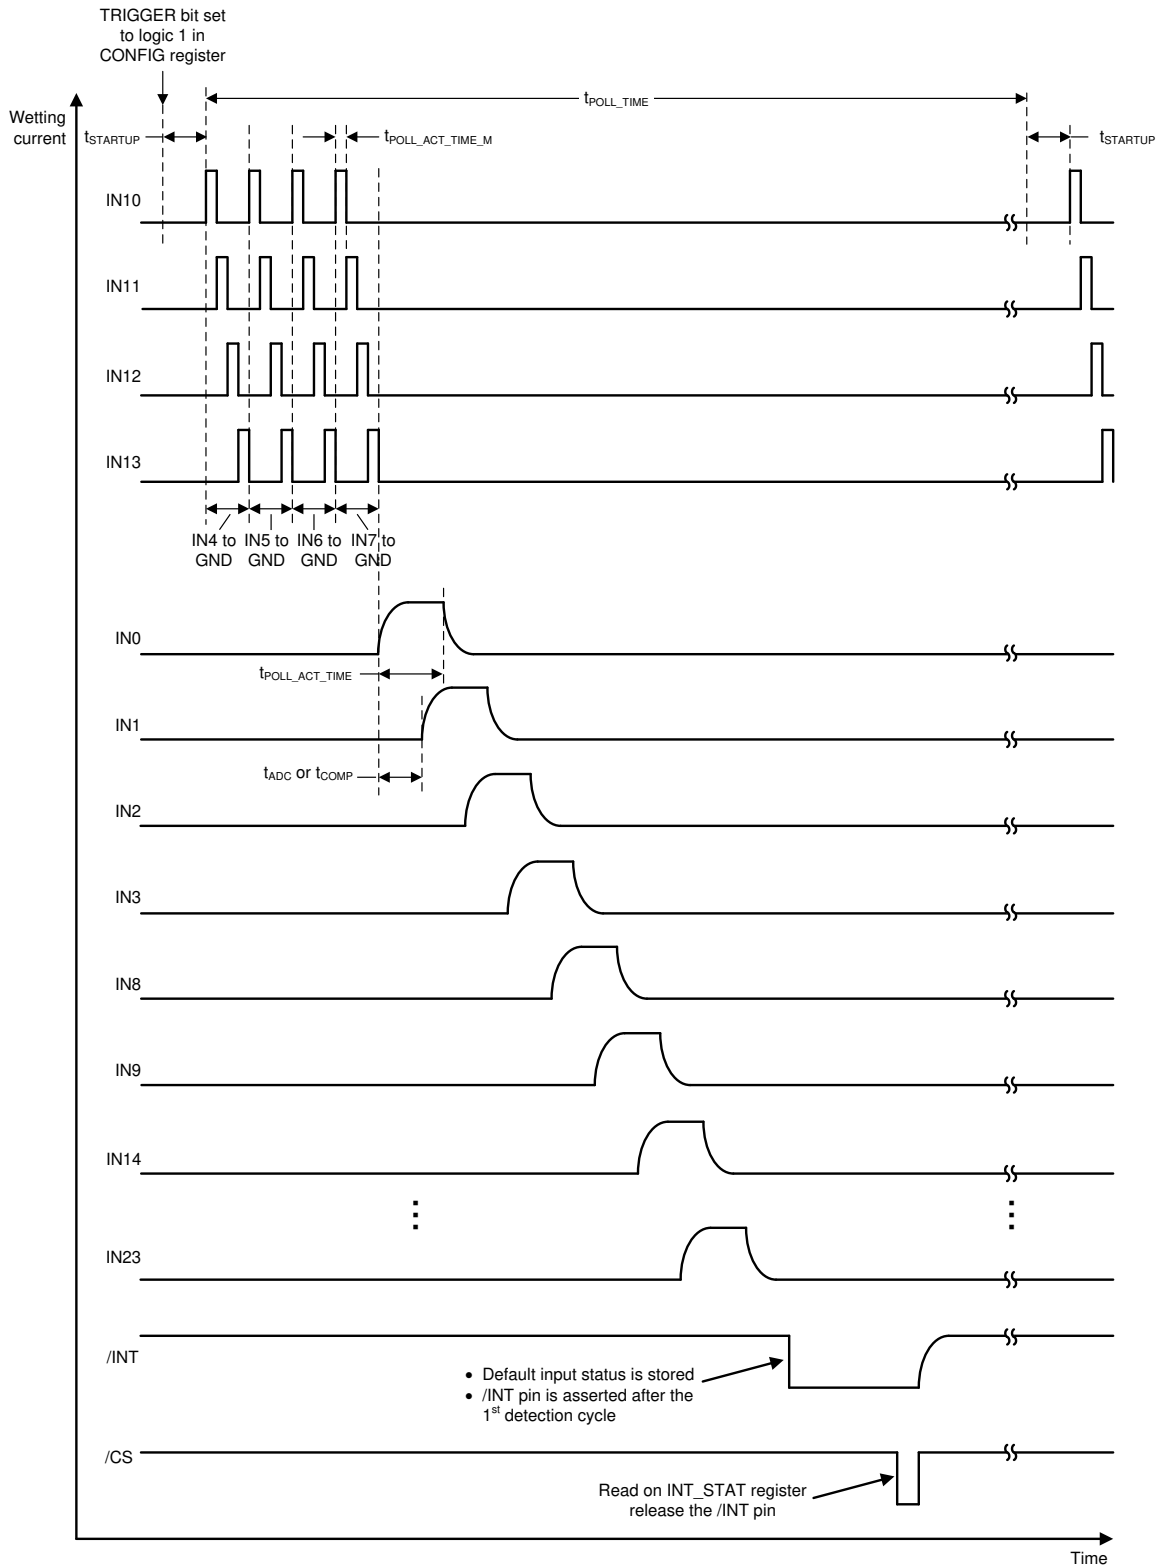 TRIGGER bit set
to logic 1 in
CONFIG register
Wetting
current
tSTARTUP
tPOLL_TIME
tPOLL_ACT_TIME_M
tSTARTUP
IN10
IN11
IN12
IN13
IN4 to
GND
IN5 to
GND
IN6 to
GND
IN7 to
GND
IN0
tPOLL_ACT_TIME
IN1
tADC or tCOMP
IN2
IN3
IN8
IN9
IN14
IN23
/INT
• Default input status is stored
• /INT pin is asserted after the
1st detection cycle
/CS
Read on INT_STAT register
release the /INT pin
Time